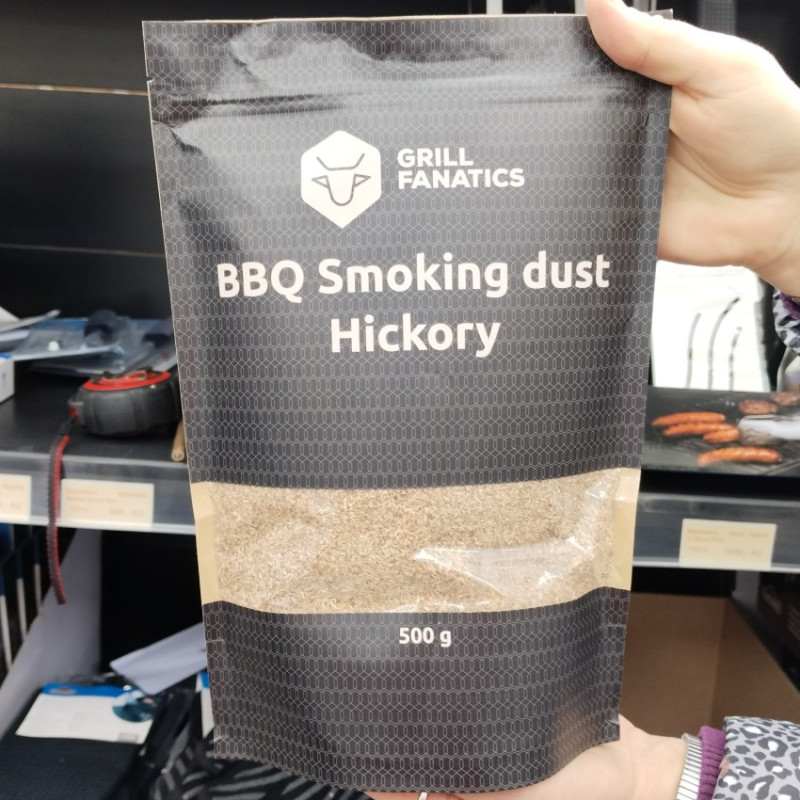 GRILL
FANATICS
BBQ Smoking dust
Hickory
500 g